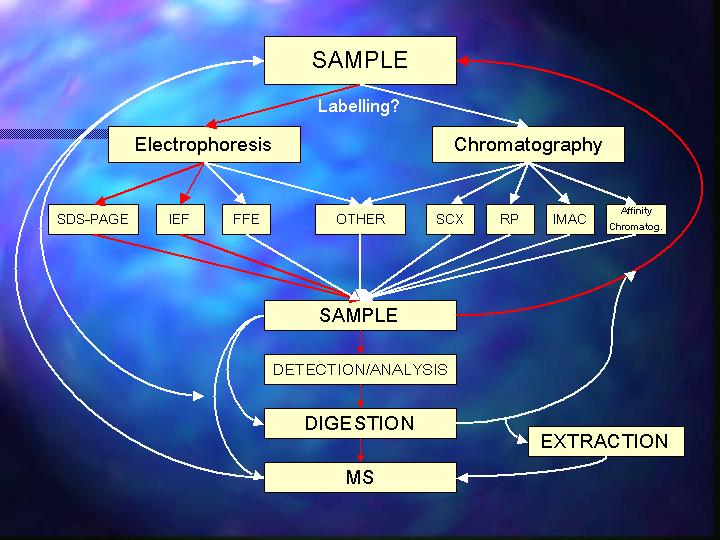 SAMPLE
Labelling?
Electrophoresis
Chromatography
SDS-PAGE
IEF
FFE
OTHER
SCX
RP
IMAC
Affinity
Chromatog.
SAMPLE
DETECTION/ANALYSIS
DIGESTION
EXTRACTION
MS